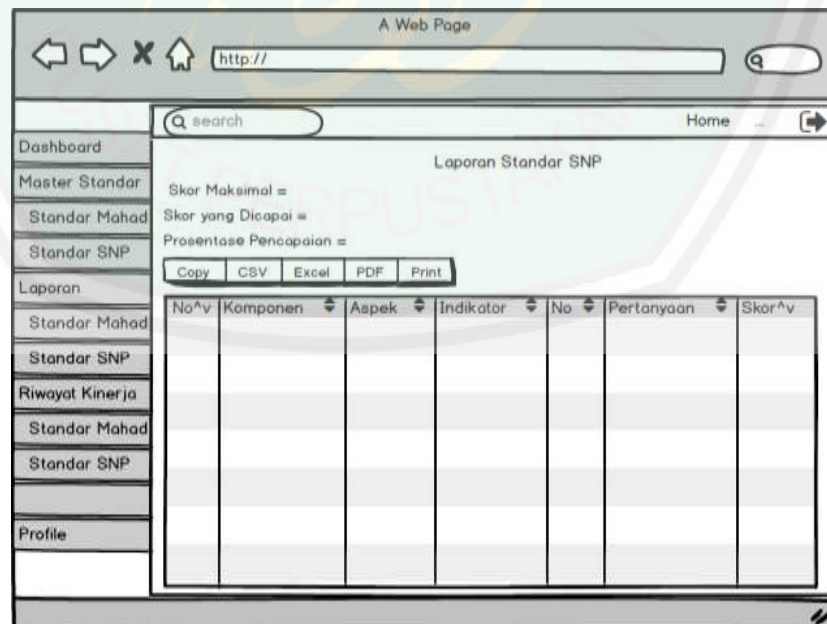 A Web Page
http://
search
Home ...
Dashboard
Master Standar
Standar Mahad
Standar SNP
Laporan
Standar Mahad
Standar SNP
Riwayat Kinerja
Standar Mahad
Standar SNP
Profile
Laporan Standar SNP
Skor Maksimal =
Skor yang Dicapai =
Prosentase Pencapaian =
Copy CSV Excel PDF Print
No^v Komponen Aspek Indikator No Pertanyaan Skor^v